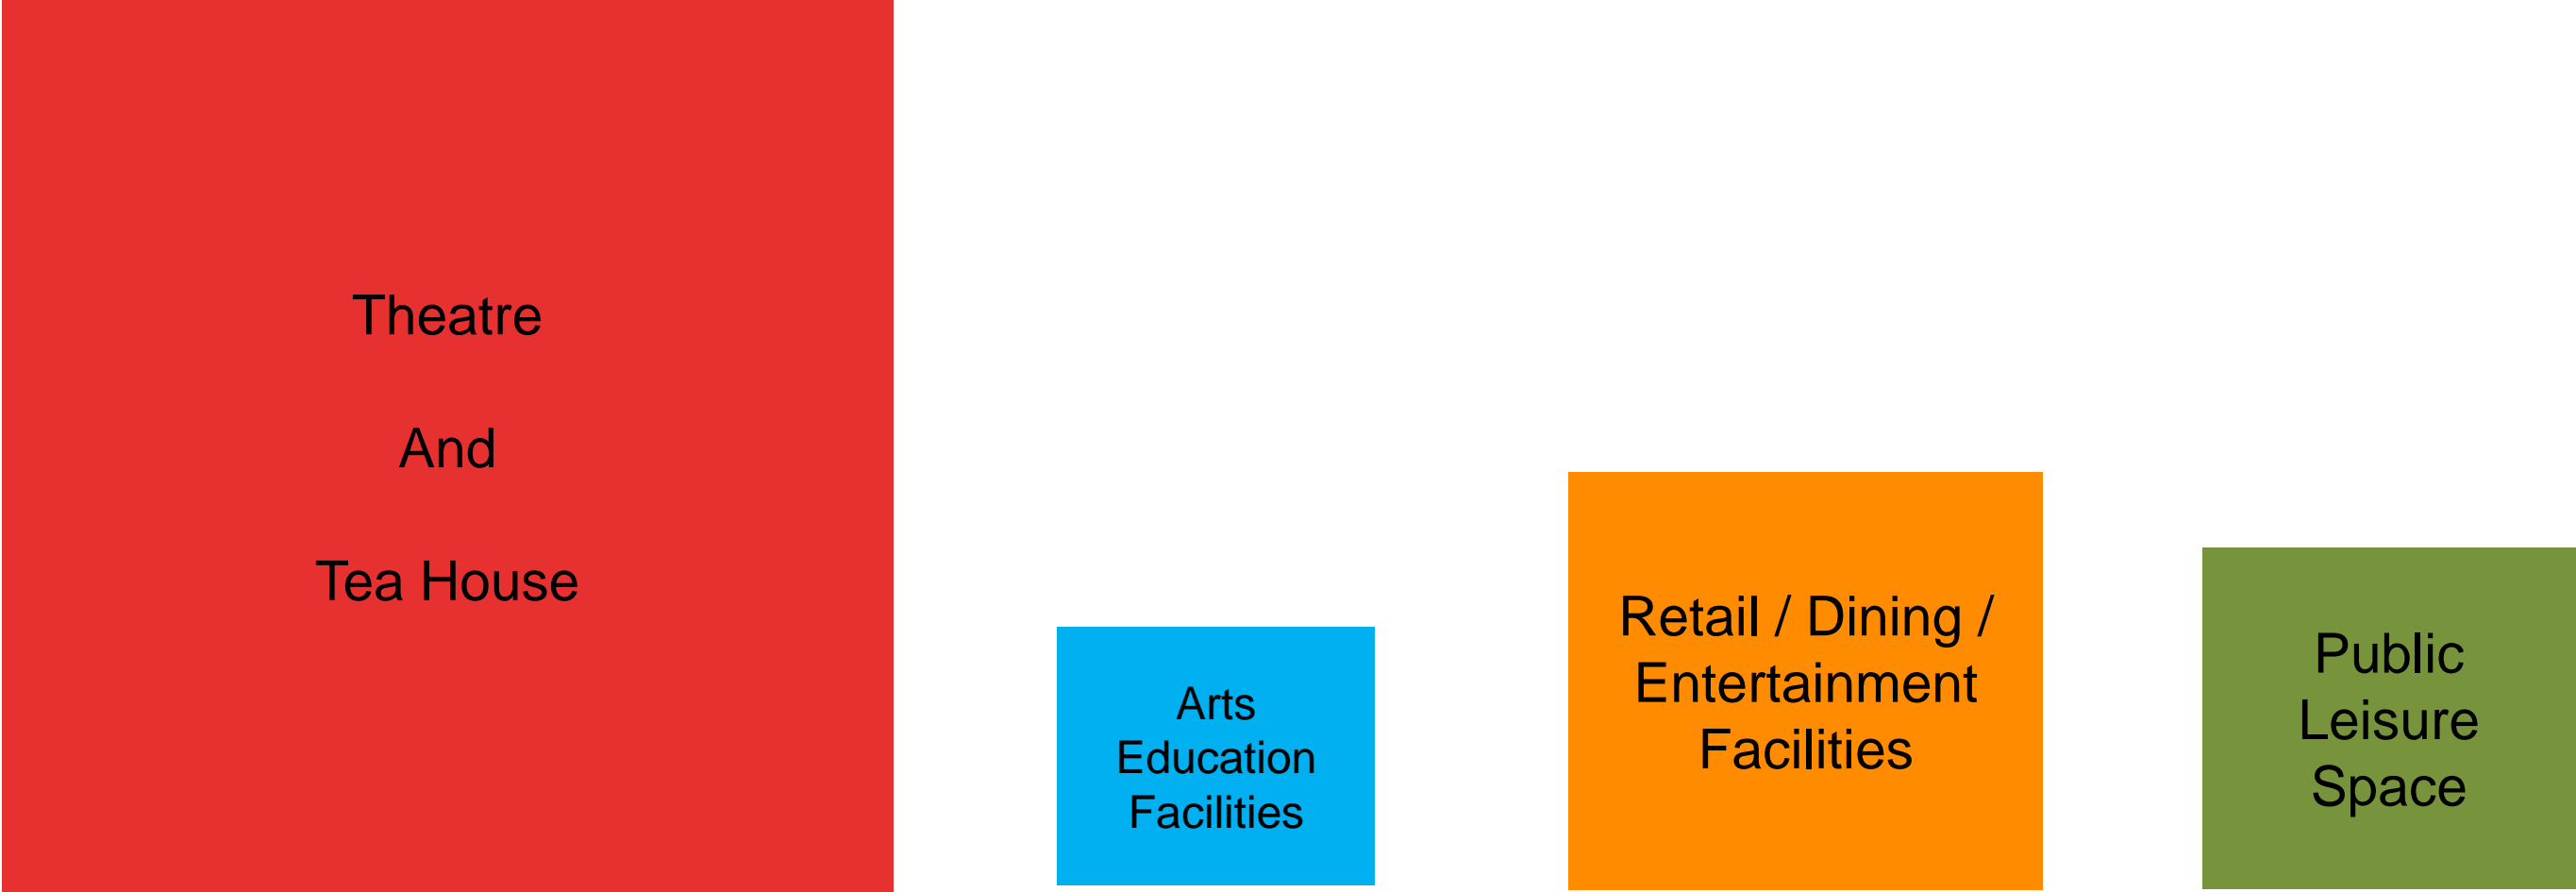 Theatre
And
Tea House
Arts
Education
Facilities
Retail / Dining /
Entertainment
Facilities
Public
Leisure
Space